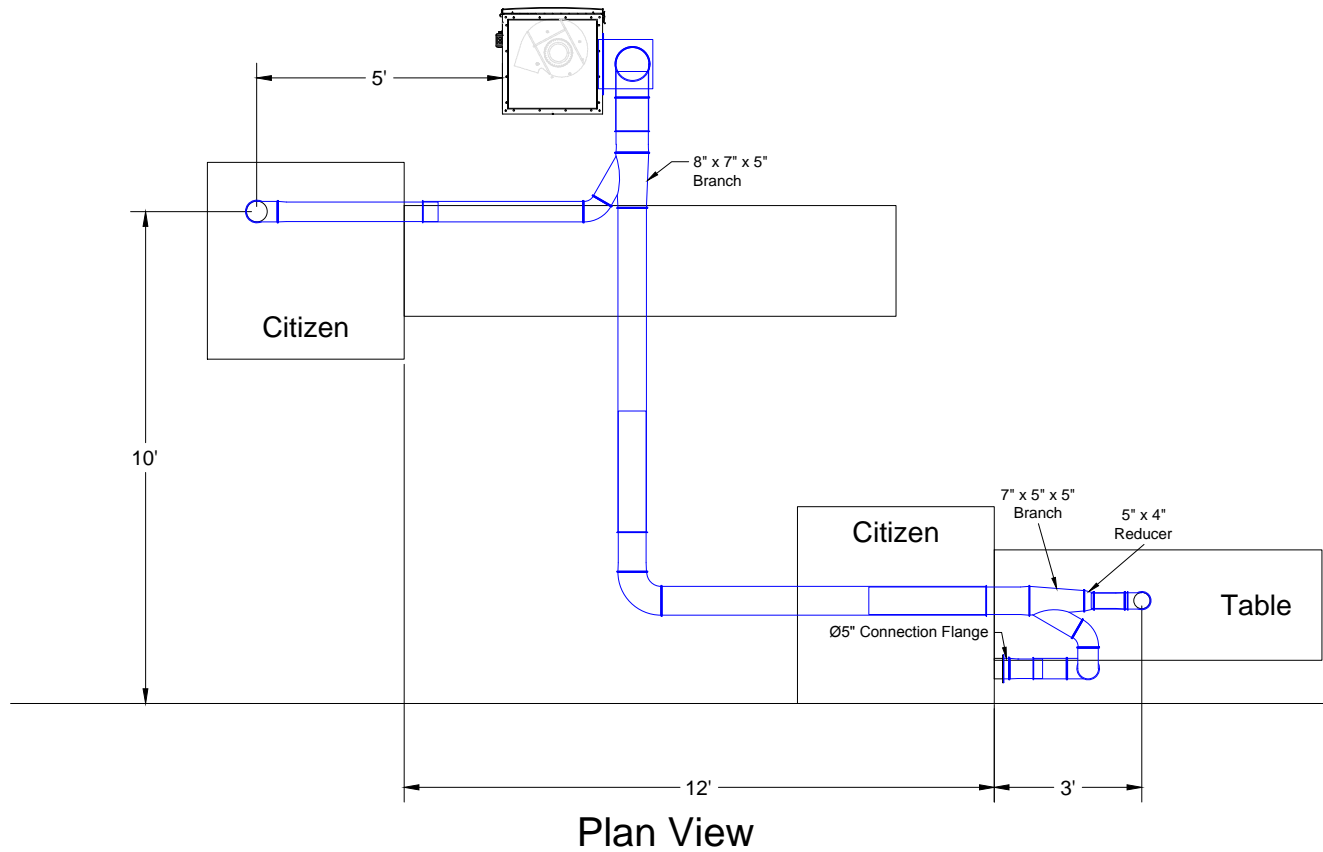 5'
8" x 7" x 5"
Branch
Citizen
10'
7" x 5" x 5"
Branch
5" x 4"
Reducer
Citizen
Table
Ø5" Connection Flange
12'
3'
Plan View